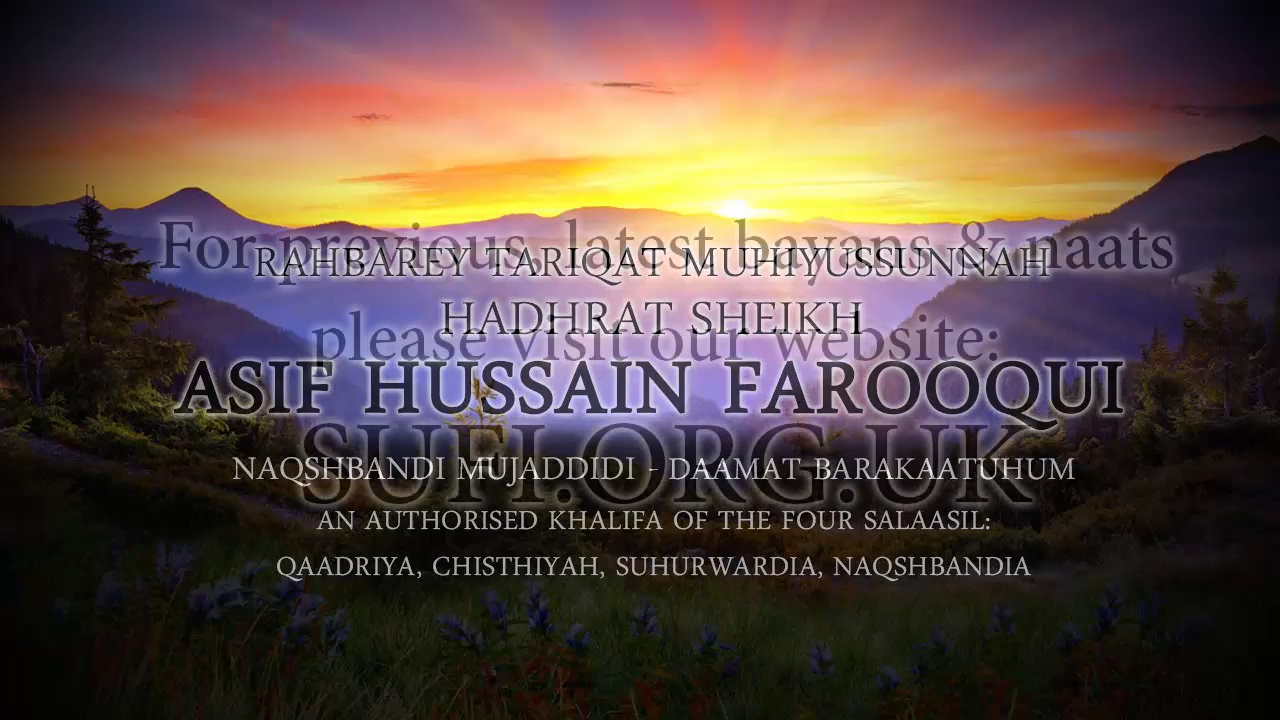 For previous, latest bayans & naats
RAHBAREY TARIQAT MUHIYUSSUNNAH
HADHRAT SHEIKH
please visit our website:
ASIF HUSSAIN FAROOQUI
SUFI.ORG.UK
NAQSHBANDI MUJADDIDI - DAAMAT BARAKAATUHUM
AN AUTHORISED KHALIFA OF THE FOUR SALAASIL:
QAADRIYA, CHISTHIYAH, SUHURWARDIA, NAQSHBANDIA